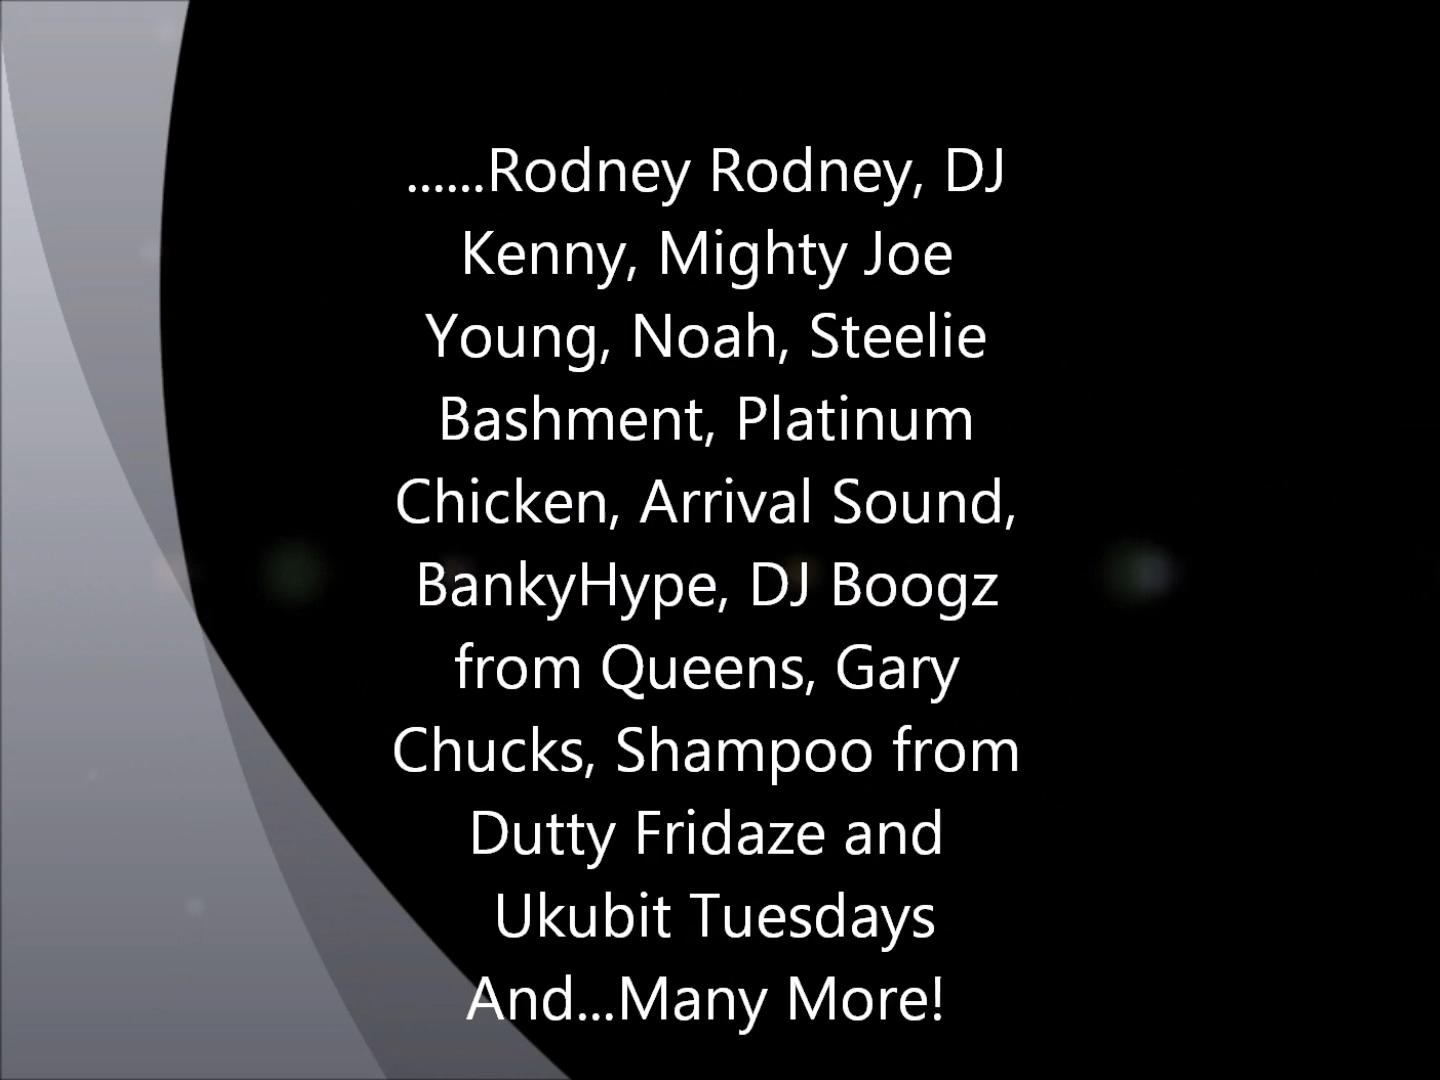 ......Rodney Rodney, DJ
Kenny, Mighty Joe
Young, Noah, Steelie
Bashment, Platinum
Chicken, Arrival Sound,
BankyHype, DJ Boogz
from Queens, Gary
Chucks, Shampoo from
Dutty Fridaze and
Ukubit Tuesdays
And...Many More!